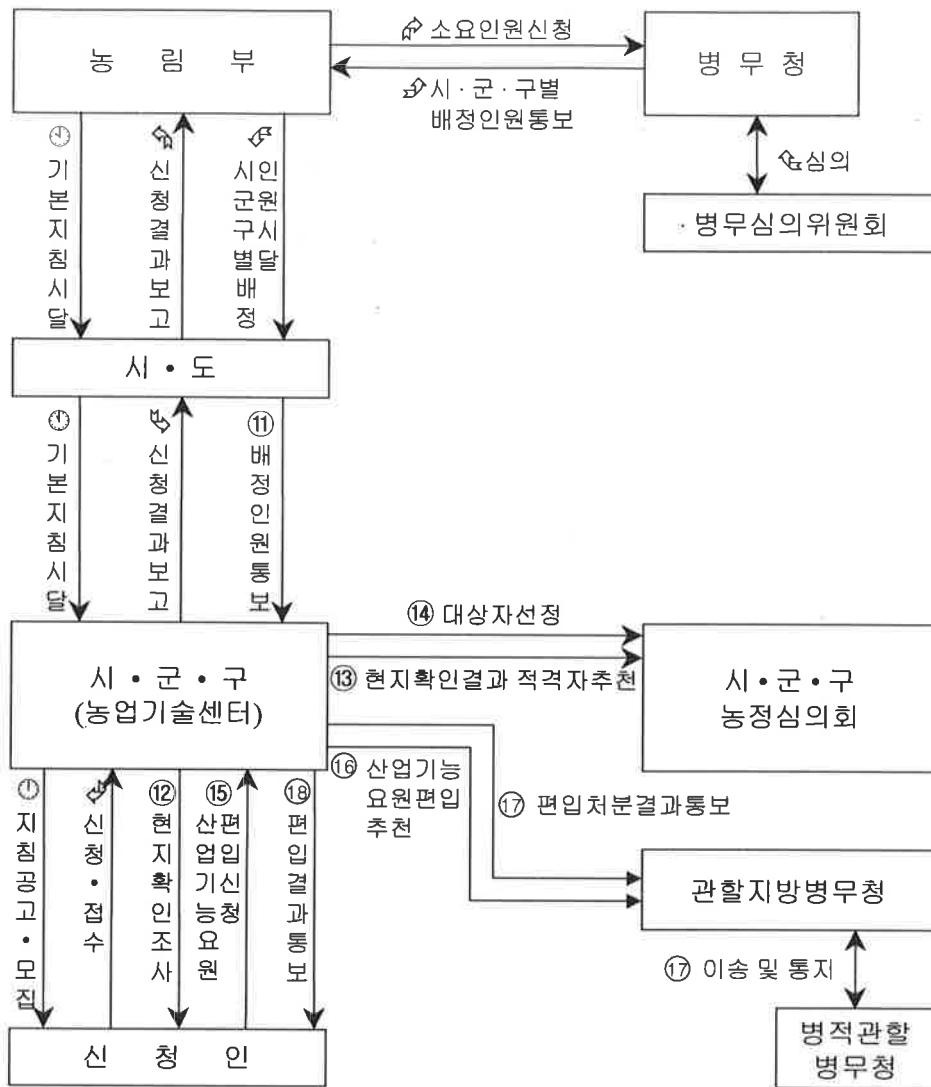 농 림 부
소요인원신청
시·군·구별
배정인원통보
병 무 청
심의
병무심의위원회
기본지침시달
신청결과보고
시군구별배정
인원시달
시 • 도
기본지침시달
신청결과보고
⑪ 배정인원통보
시 • 군 • 구
(농업기술센터)
⑭ 대상자선정
⑬ 현지확인결과 적격자추천
시 • 군 • 구
농정심의회
⑯ 산업기능
요원편입
추천
⑰ 편입처분결과통보
관할지방병무청
⑰ 이송 및 통지
병적관할
병무청
지침공고•모집
신청•접수
⑫ 현지확인조사
⑮ 산업기능요원
편입신청
⑱ 편입결과통보
신 청 인